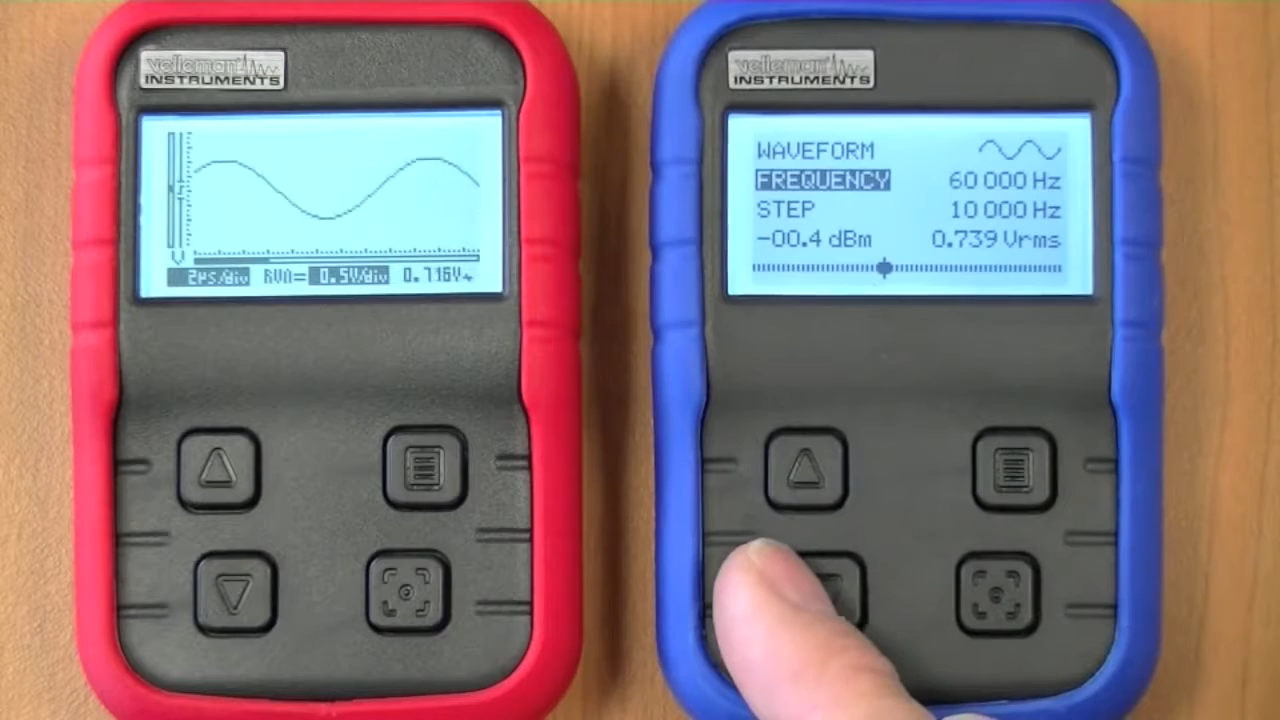 velleman
INSTRUMENTS
2µs/div RUN= 0.5V/div 0.716V
velleman
INSTRUMENTS
WAVEFORM
FREQUENCY 60 000 Hz
STEP 10 000 Hz
-00.4 dBm 0.739 Vrms